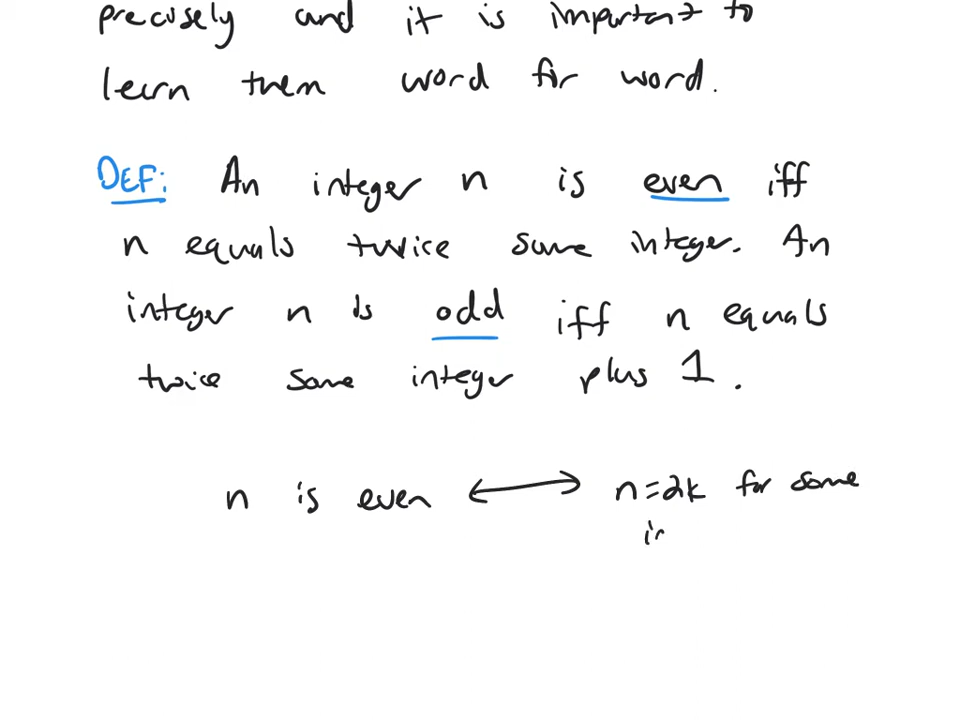 precisely and it is important to
learn them word for word.
DEF: An integer n is even iff
n equals twice some integer. An
integer n is odd iff n equals
twice some integer plus 1.
n is even ⟷ n=2k for some
in